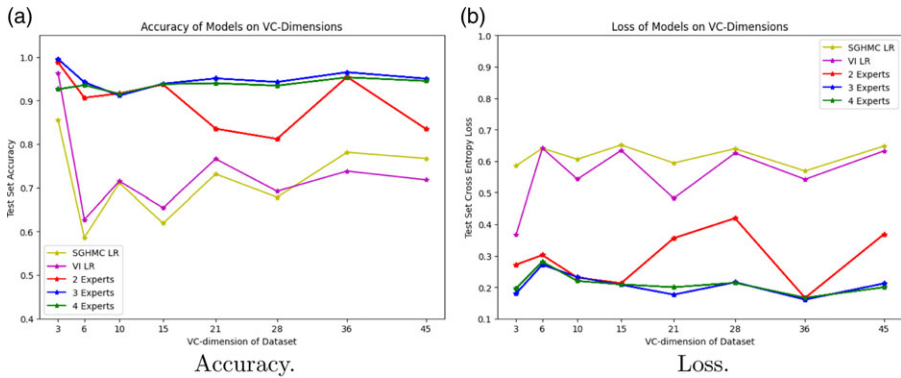 (a)
Accuracy of Models on VC-Dimensions
Test Set Accuracy
1.0
0.9
0.8
0.7
0.6
0.5
0.4
SGHMC LR
VI LR
2 Experts
3 Experts
4 Experts
3 6 10 15 21 28 36 45
VC-dimension of Dataset
Accuracy.
(b)
Loss of Models on VC-Dimensions
Test Set Cross Entropy Loss
1.0
0.9
0.8
0.7
0.6
0.5
0.4
0.3
0.2
0.1
SGHMC LR
VI LR
2 Experts
3 Experts
4 Experts
3 6 10 15 21 28 36 45
VC-dimension of Dataset
Loss.